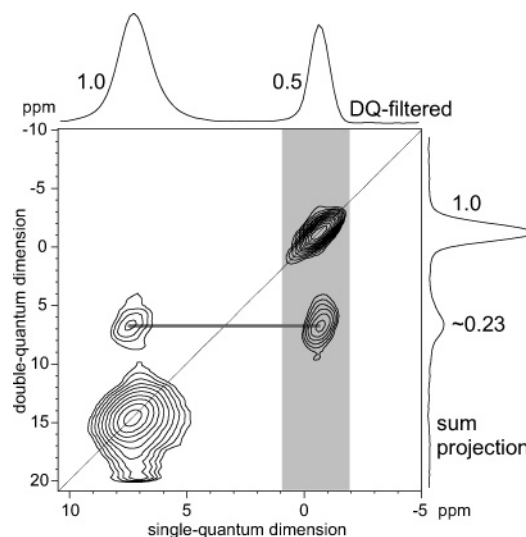 1.0
0.5
ppm
DQ-filtered
-10
-5
0
5
10
15
20
double-quantum dimension
1.0
~0.23
sum
projection
10
5
0
-5
ppm
single-quantum dimension